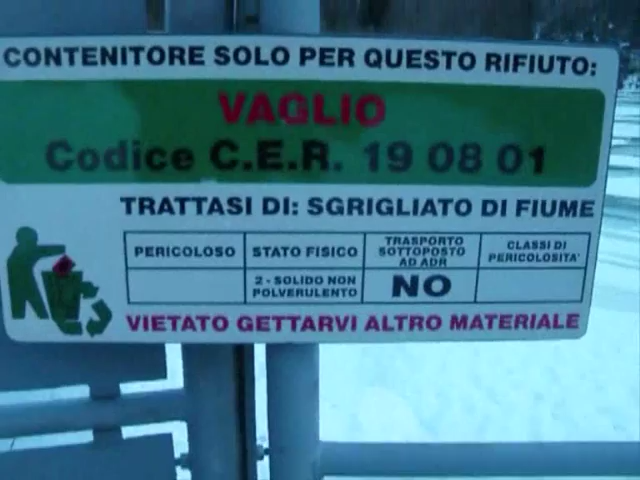 CONTENITORE SOLO PER QUESTO RIFIUTO:
VAGLIO
Codice C.E.R. 19 08 01
TRATTASI DI: SGRIGLIATO DI FIUME
PERICOLOSO
STATO FISICO
TRASPORTO
SOTTOPOSTO
AD ADR
CLASSI DI
PERICOLOSITA'
2 - SOLIDO NON
POLVERULENTO
NO
VIETATO GETTARVI ALTRO MATERIALE